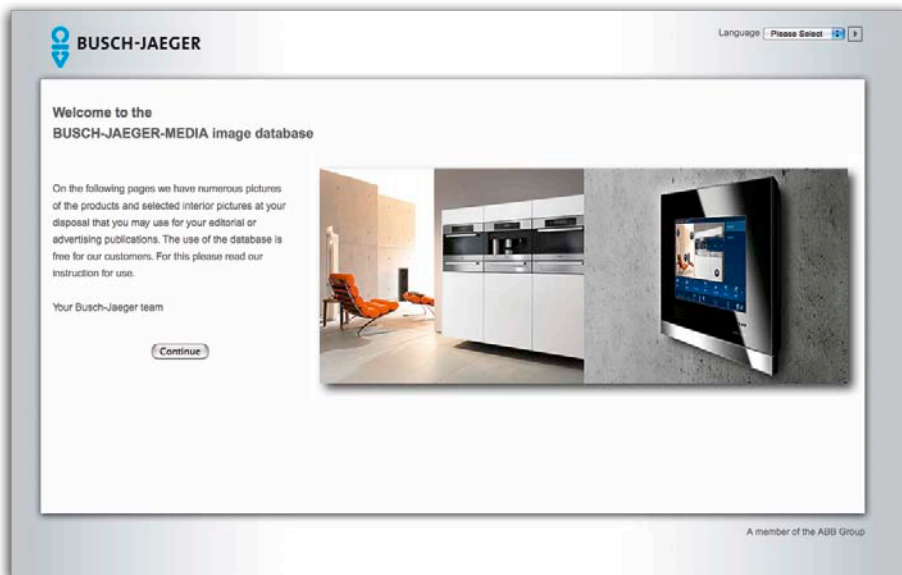 BUSCH-JAEGER
Language Please Select
Welcome to the
BUSCH-JAEGER-MEDIA image database
On the following pages we have numerous pictures
of the products and selected interior pictures at your
disposal that you may use for your editorial or
advertising publications. The use of the database is
free for our customers. For this please read our
instruction for use.
Your Busch-Jaeger team
Continue
A member of the ABB Group